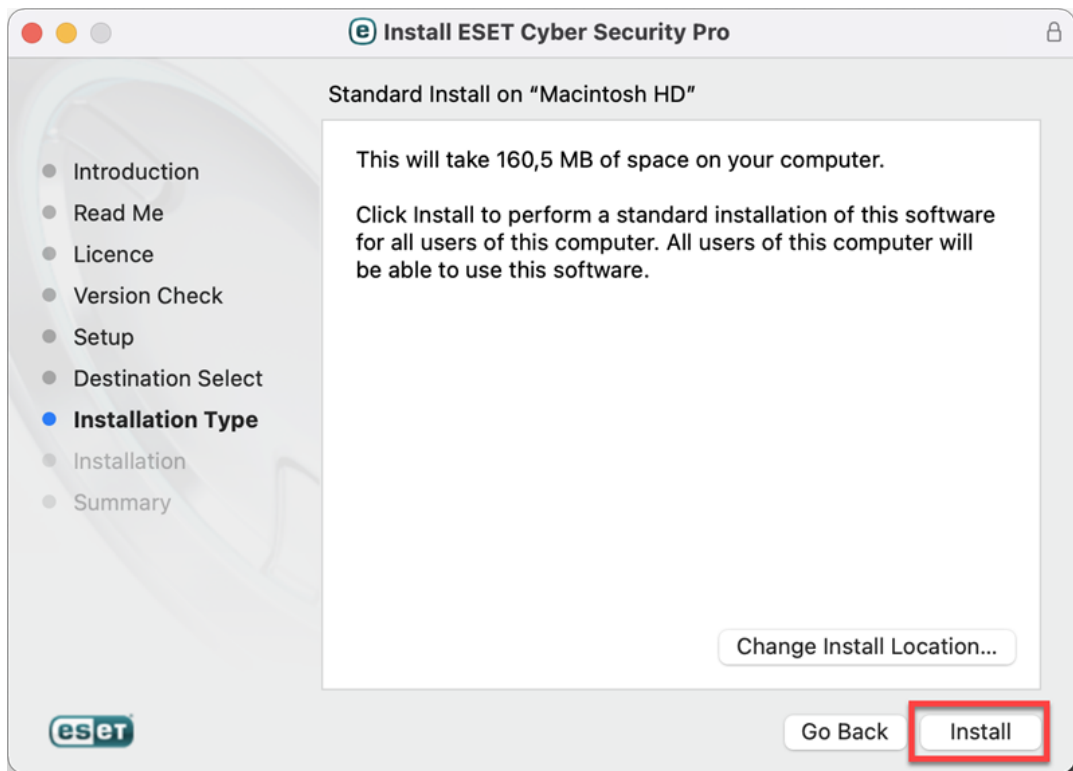 Install ESET Cyber Security Pro
Standard Install on “Macintosh HD”
Introduction
Read Me
Licence
Version Check
Setup
Destination Select
Installation Type
Installation
Summary
This will take 160,5 MB of space on your computer.
Click Install to perform a standard installation of this software
for all users of this computer. All users of this computer will
be able to use this software.
Change Install Location...
eseT
Go Back
Install